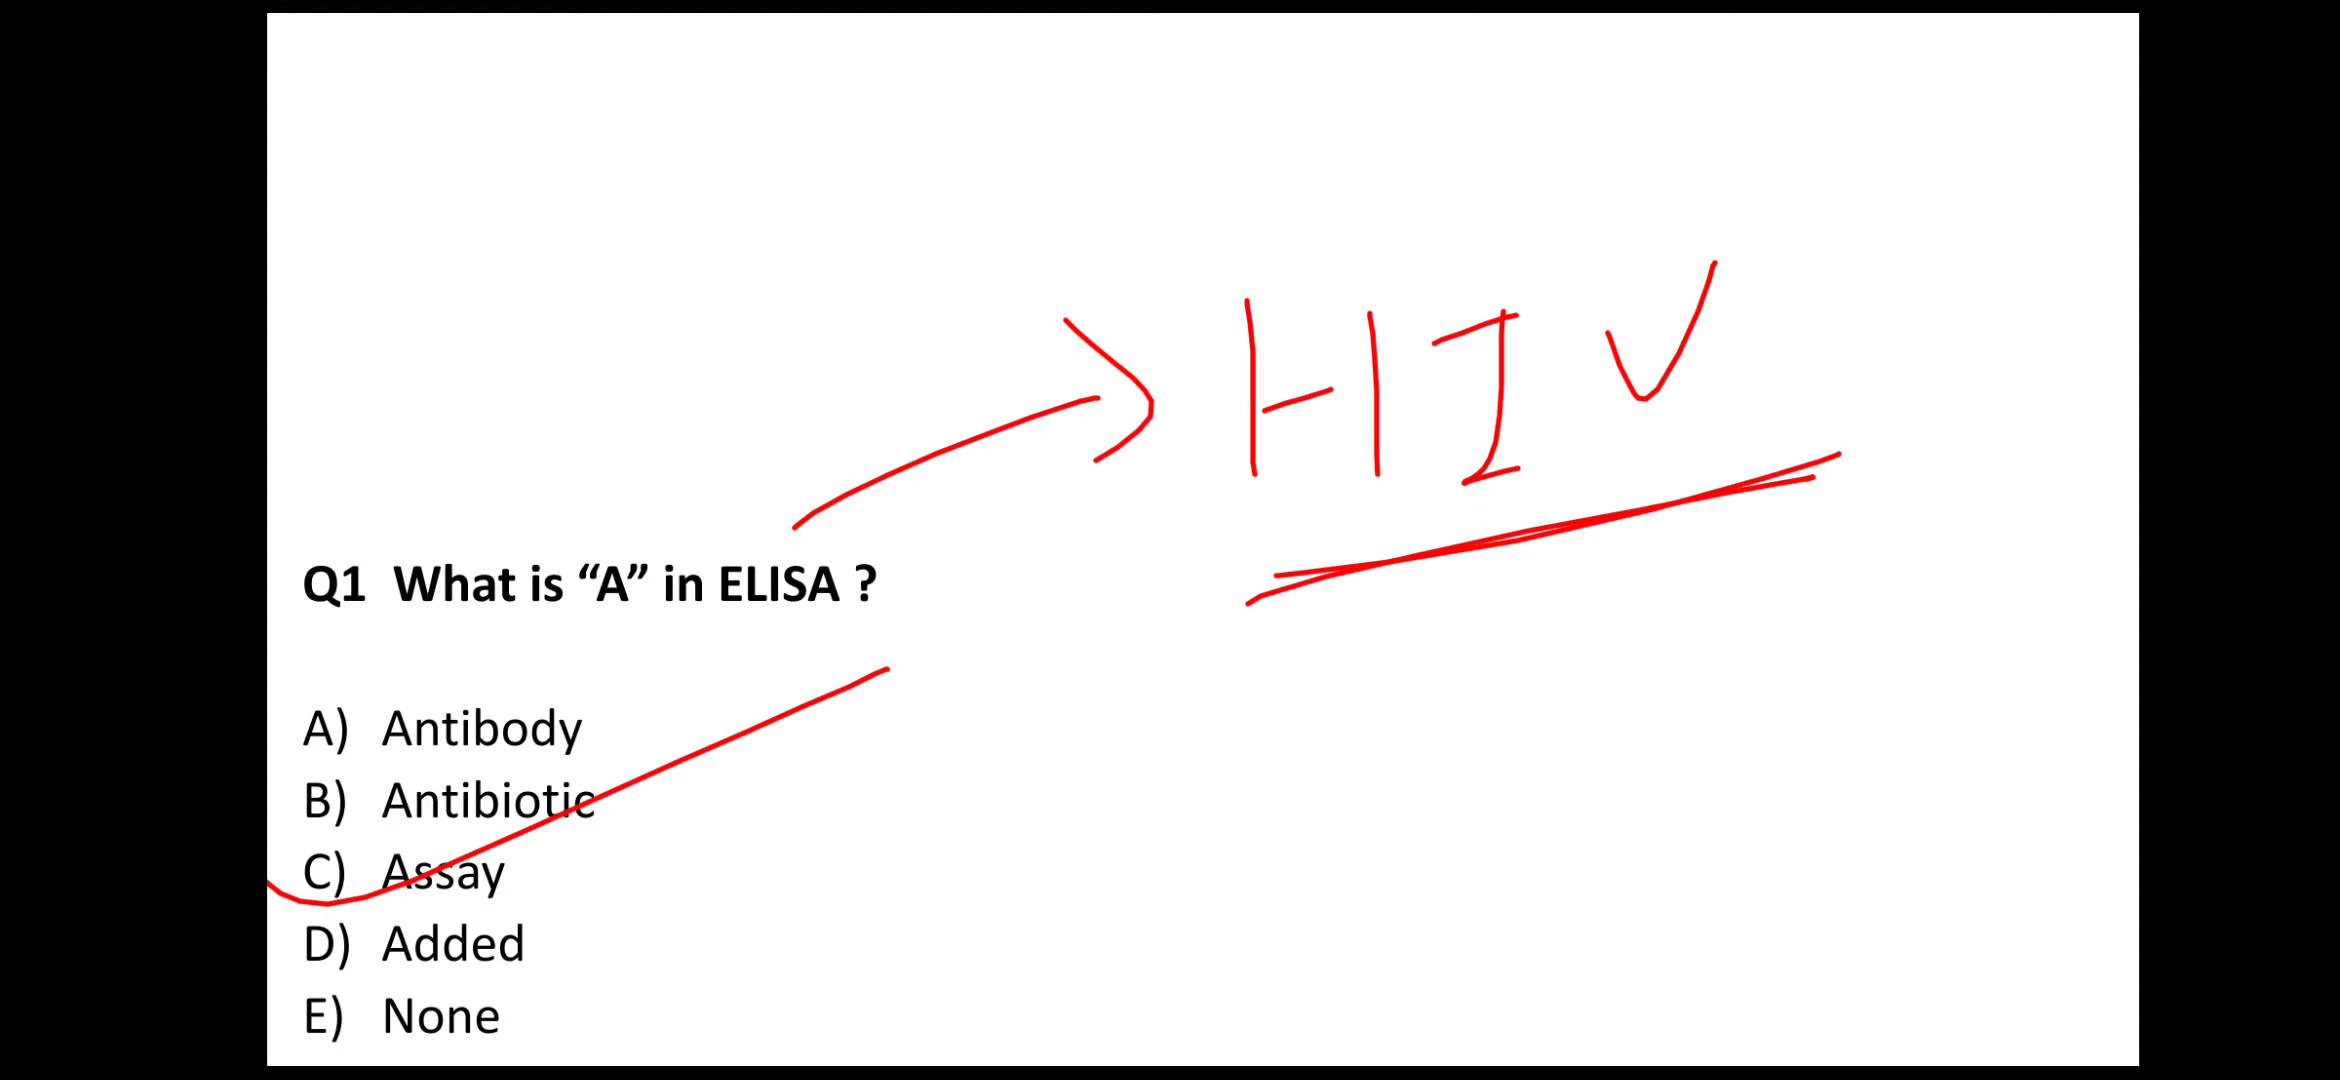 HIV
Q1 What is “A” in ELISA ?
A) Antibody
B) Antibiotic
C) Assay
D) Added
E) None